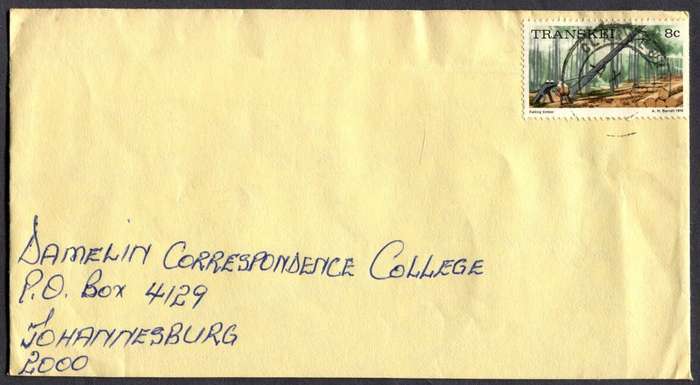 TRANSKEI 8c
DAMELIN CORRESPONDENCE COLLEGE
P.O. BOX 4129
JOHANNESBURG
2000